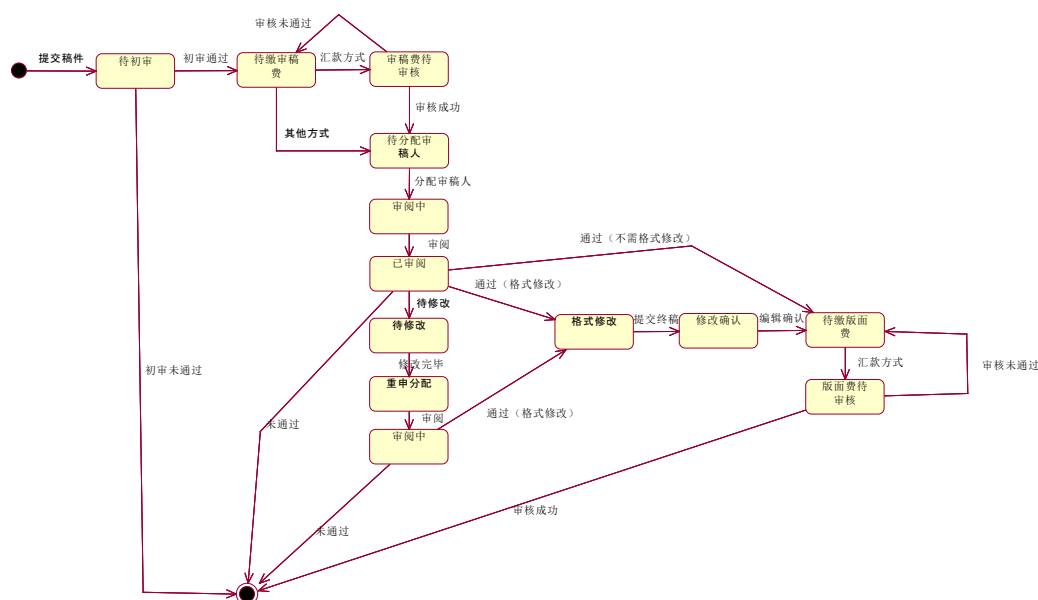 审核未通过
提交稿件
待初审
初审通过
待缴审稿
费
汇款方式
审稿费待
审核
审核成功
其他方式
待分配审
稿人
分配审稿人
审阅中
审阅
已审阅
通过（不需格式修改）
通过（格式修改）
待修改
待修改
格式修改
提交终稿
修改确认
编辑确认
待缴版面
费
修改完毕
初审未通过
汇款方式
审核未通过
重申分配
版面费待
审核
审阅
通过（格式修改）
未通过
审阅中
审核成功
未通过